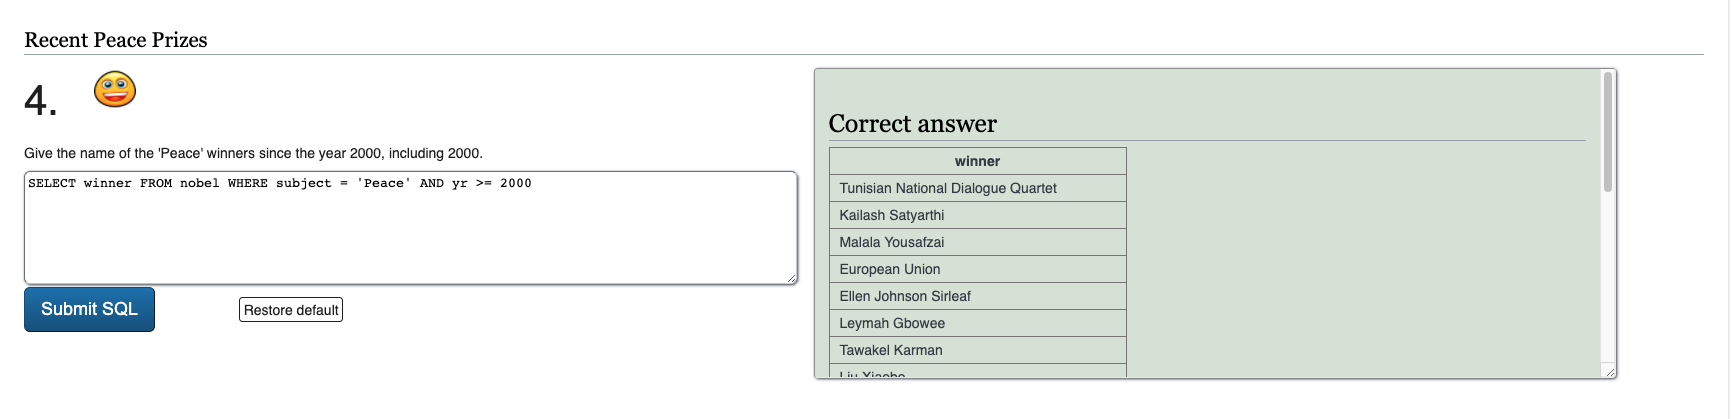 Recent Peace Prizes
4.
Give the name of the 'Peace' winners since the year 2000, including 2000.
SELECT winner FROM nobel WHERE subject = 'Peace' AND yr >= 2000
Submit SQL
Restore default
Correct answer
winner
Tunisian National Dialogue Quartet
Kailash Satyarthi
Malala Yousafzai
European Union
Ellen Johnson Sirleaf
Leymah Gbowee
Tawakel Karman
Liu Xiaobo